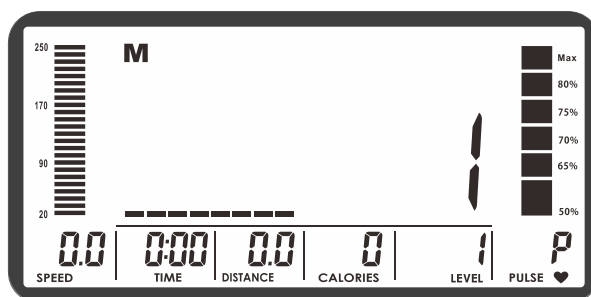 250
M
Max
80%
170
75%
1
70%
90
65%
20
50%
0.0 0:00 0.0 0 1 P
SPEED TIME DISTANCE CALORIES LEVEL PULSE